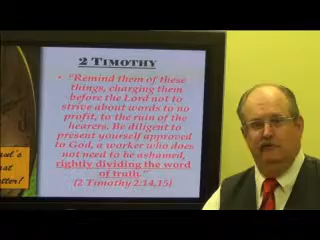 2 Timothy
• "Remind them of these
things, charging them
before the Lord not to
strive about words to no
profit, to the ruin of the
hearers. Be diligent to
present yourself approved
to God, a worker who does
not need to be ashamed,
rightly dividing the word
of truth."
(2 Timothy 2:14,15)